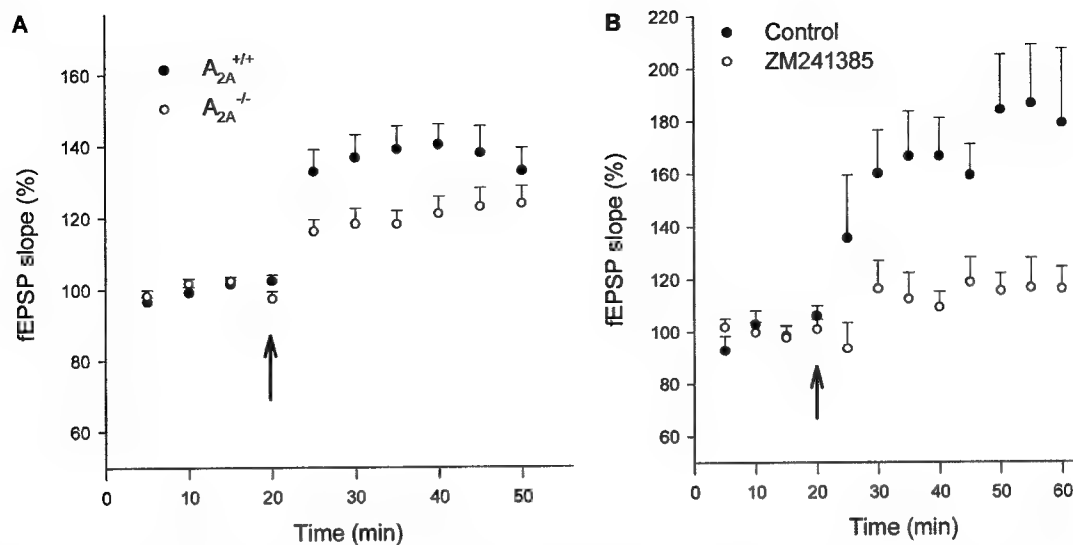 A
A2A+/+
A2A-/-
160
140
120
100
80
60
fEPSP slope (%)
0 10 20 30 40 50
Time (min)
B
Control
ZM241385
220
200
180
160
140
120
100
80
60
fEPSP slope (%)
0 10 20 30 40 50 60
Time (min)